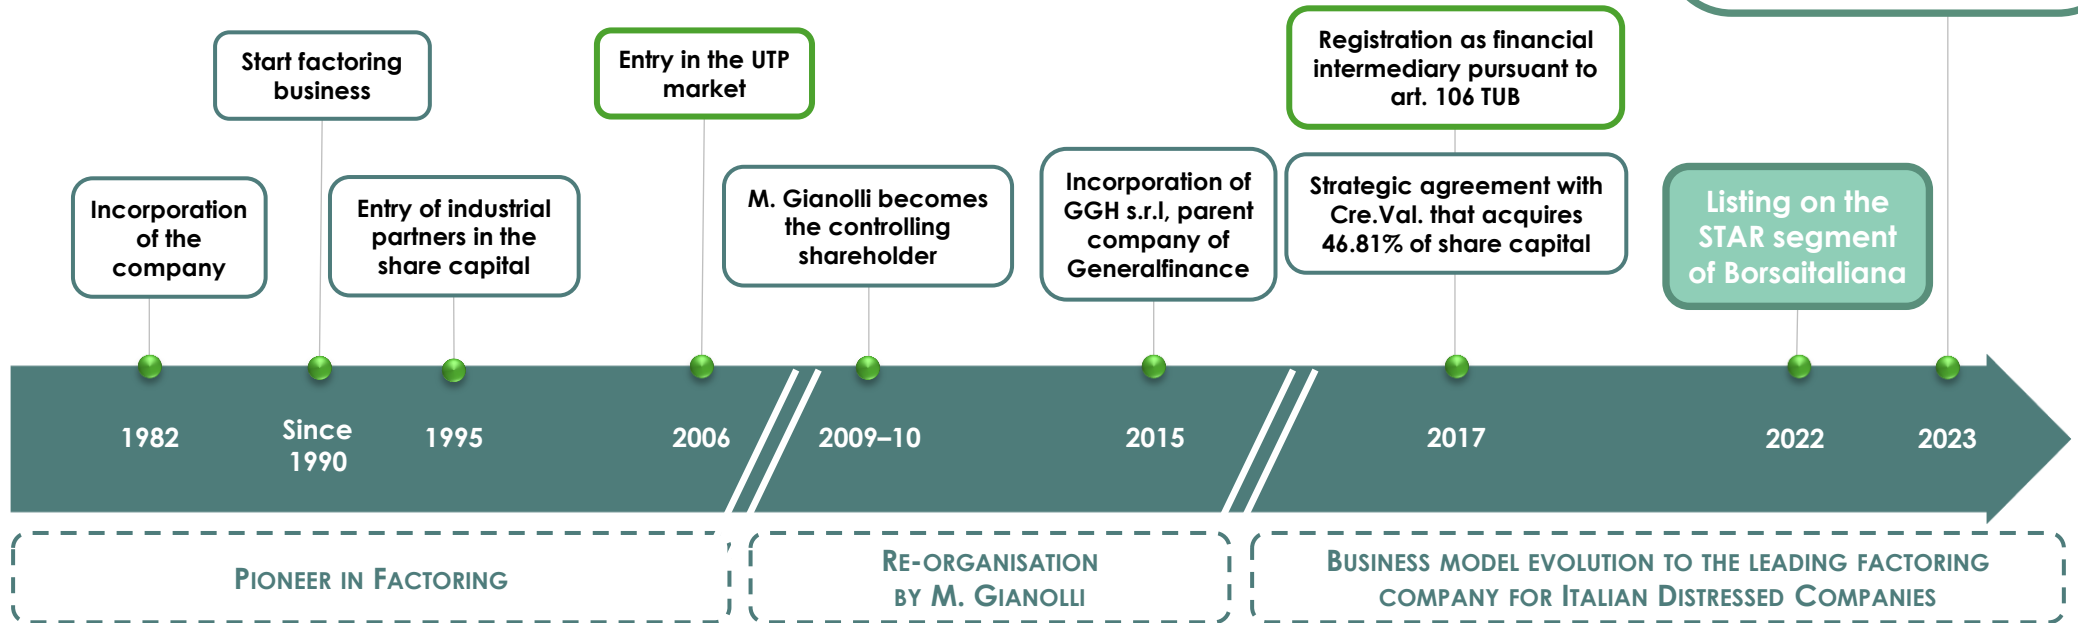 Start factoring
business
Entry in the UTP
market
Registration as financial
intermediary pursuant to
art. 106 TUB
Incorporation
of the
company
Entry of industrial
partners in the
share capital
M. Gianolli becomes
the controlling
shareholder
Incorporation of
GGH s.r.l, parent
company of
Generalfinance
Strategic agreement with
Cre.Val. that acquires
46.81% of share capital
Listing on the
STAR segment
of Borsaitaliana
1982
Since
1990
1995
2006
2009–10
2015
2017
2022
2023
Pioneer in Factoring
Re-organisation
by M. Gianolli
Business model evolution to the leading factoring
company for Italian Distressed Companies